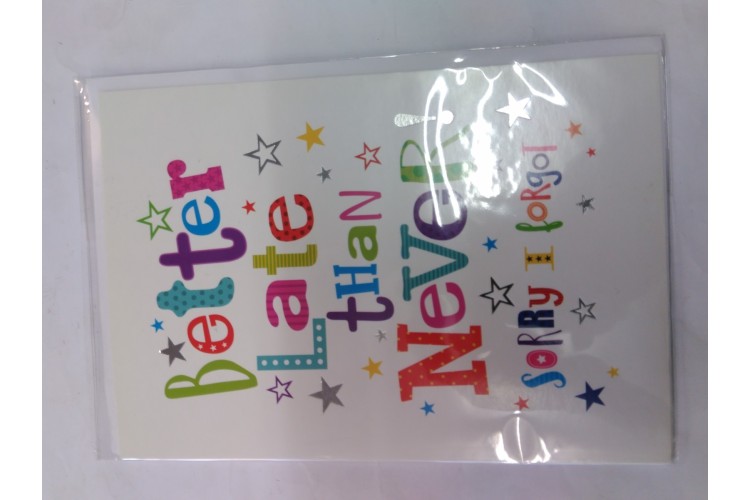 Better
Late
tHaN
NeveR!
SoRRy I forgot